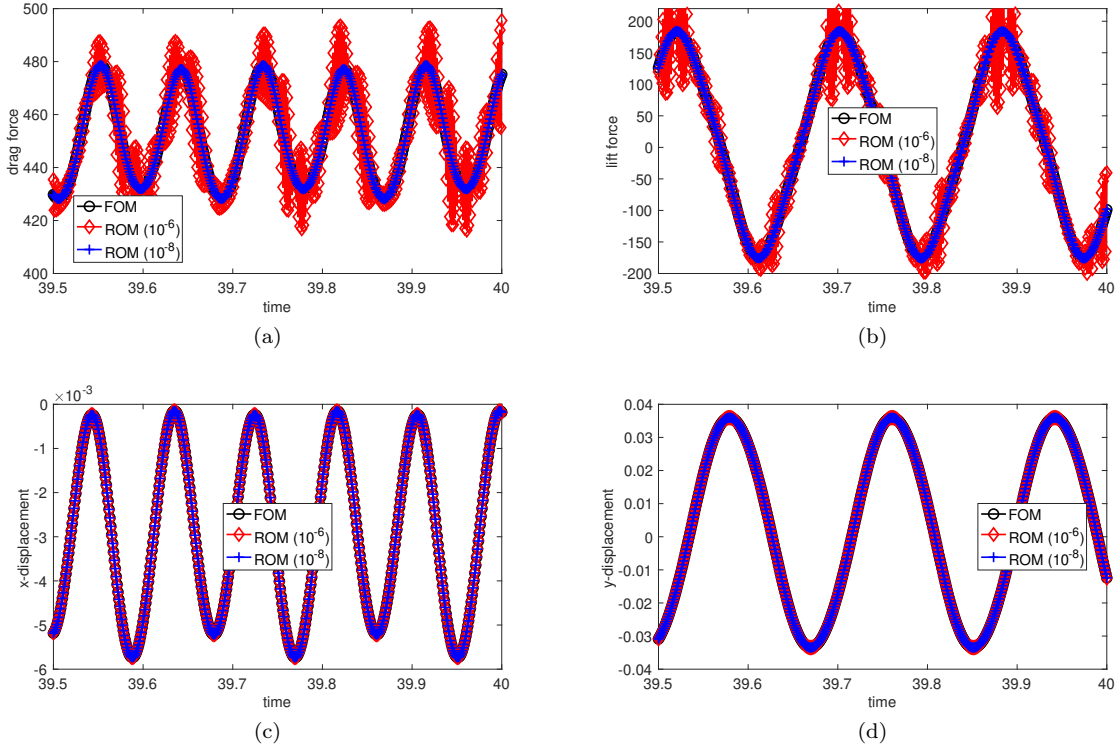 500
480
460
440
420
400
drag force
FOM
ROM (10⁻⁶)
ROM (10⁻⁸)
39.5 39.6 39.7 39.8 39.9 40
time
(a)
200
150
100
50
0
-50
-100
-150
-200
lift force
FOM
ROM (10⁻⁶)
ROM (10⁻⁸)
39.5 39.6 39.7 39.8 39.9 40
time
(b)
×10⁻³
0
-1
-2
-3
-4
-5
-6
x-displacement
FOM
ROM (10⁻⁶)
ROM (10⁻⁸)
39.5 39.6 39.7 39.8 39.9 40
time
(c)
0.04
0.03
0.02
0.01
0
-0.01
-0.02
-0.03
-0.04
y-displacement
FOM
ROM (10⁻⁶)
ROM (10⁻⁸)
39.5 39.6 39.7 39.8 39.9 40
time
(d)